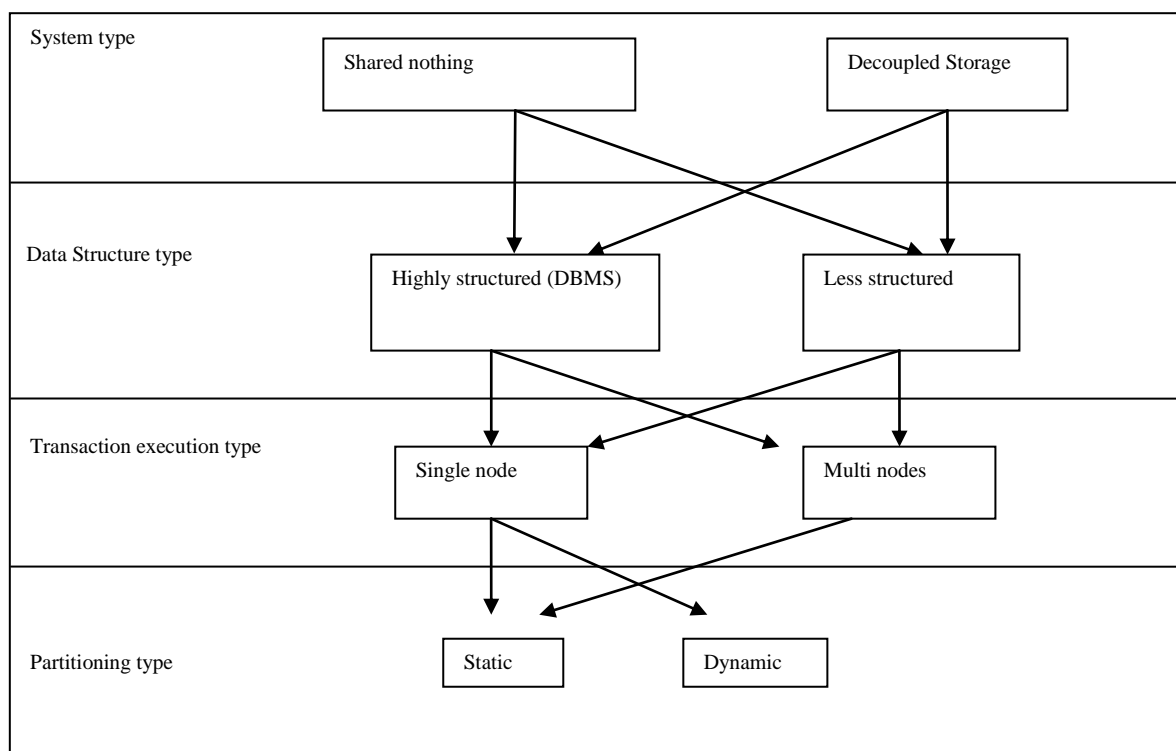 System type
Shared nothing
Decoupled Storage
Data Structure type
Highly structured (DBMS)
Less structured
Transaction execution type
Single node
Multi nodes
Partitioning type
Static
Dynamic